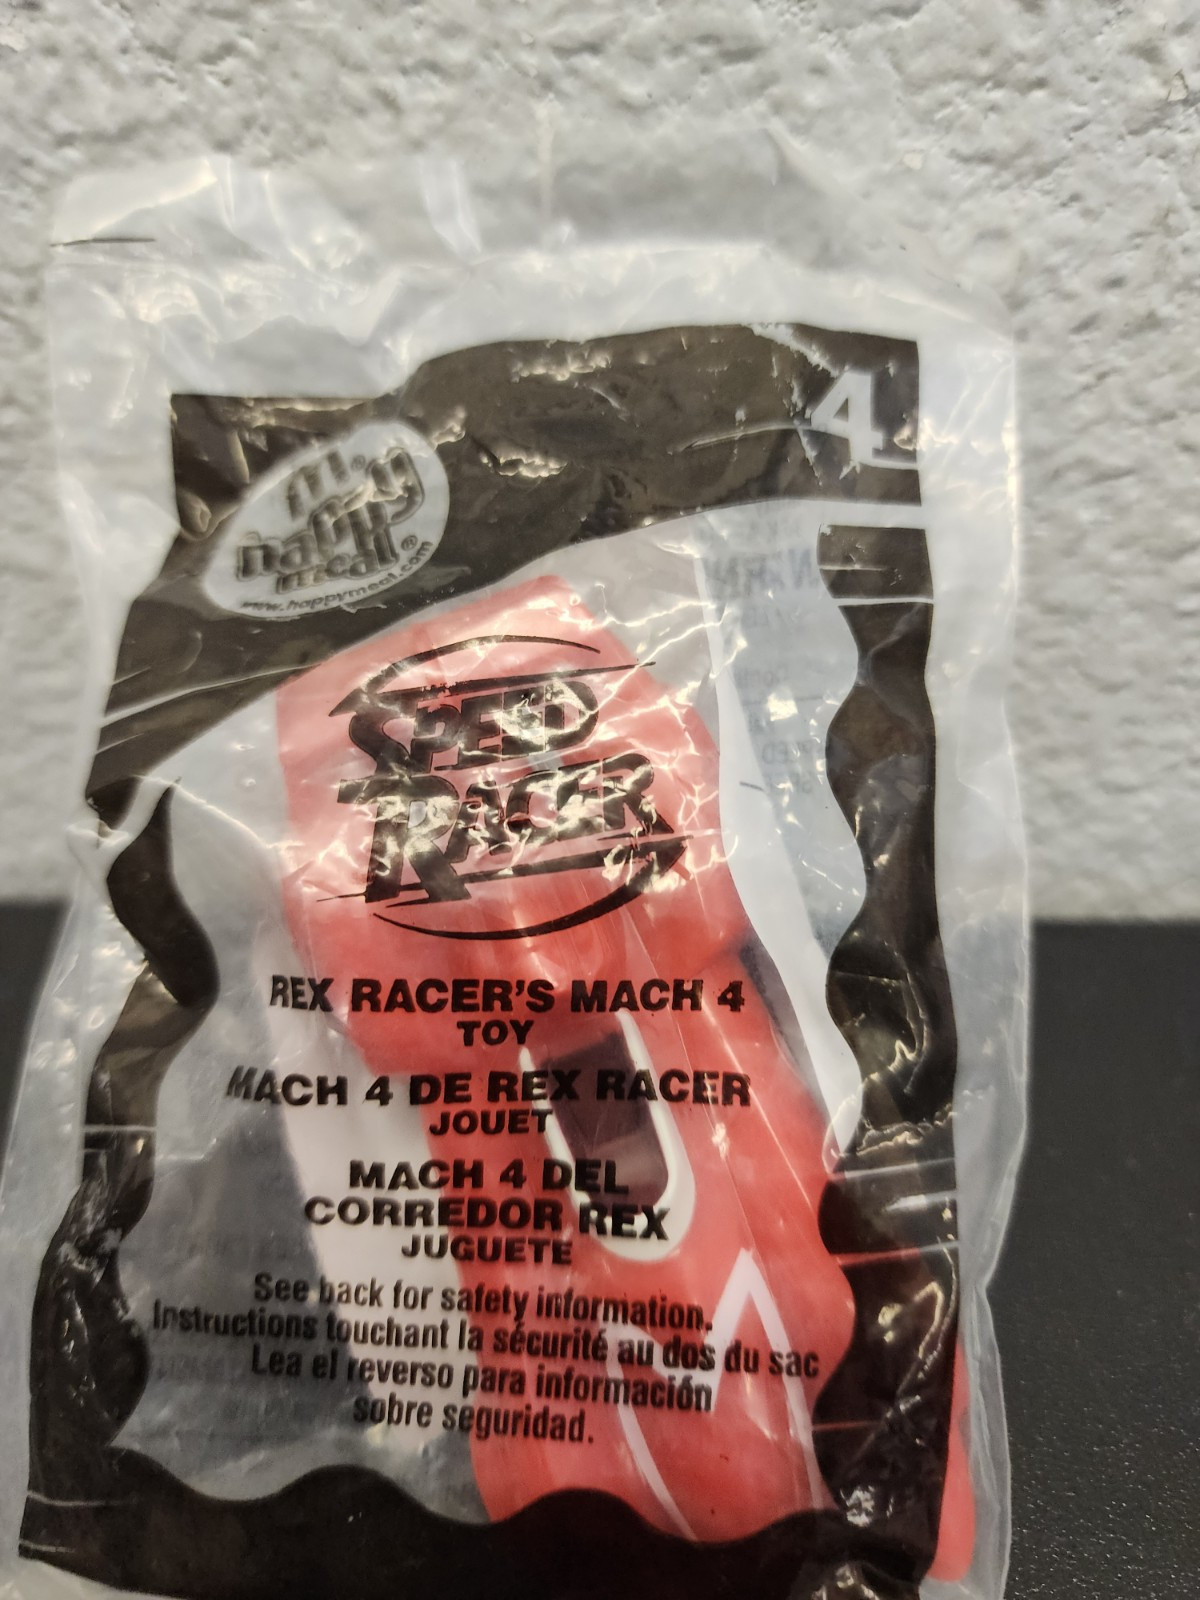 4
m®
happy
meal®
www.happymeal.com
SPEED
RACER
REX RACER'S MACH 4
TOY
MACH 4 DE REX RACER
JOUET
MACH 4 DEL
CORREDOR REX
JUGUETE
See back for safety information.
Instructions touchant la sécurité au dos du sac
Lea el reverso para información
sobre seguridad.